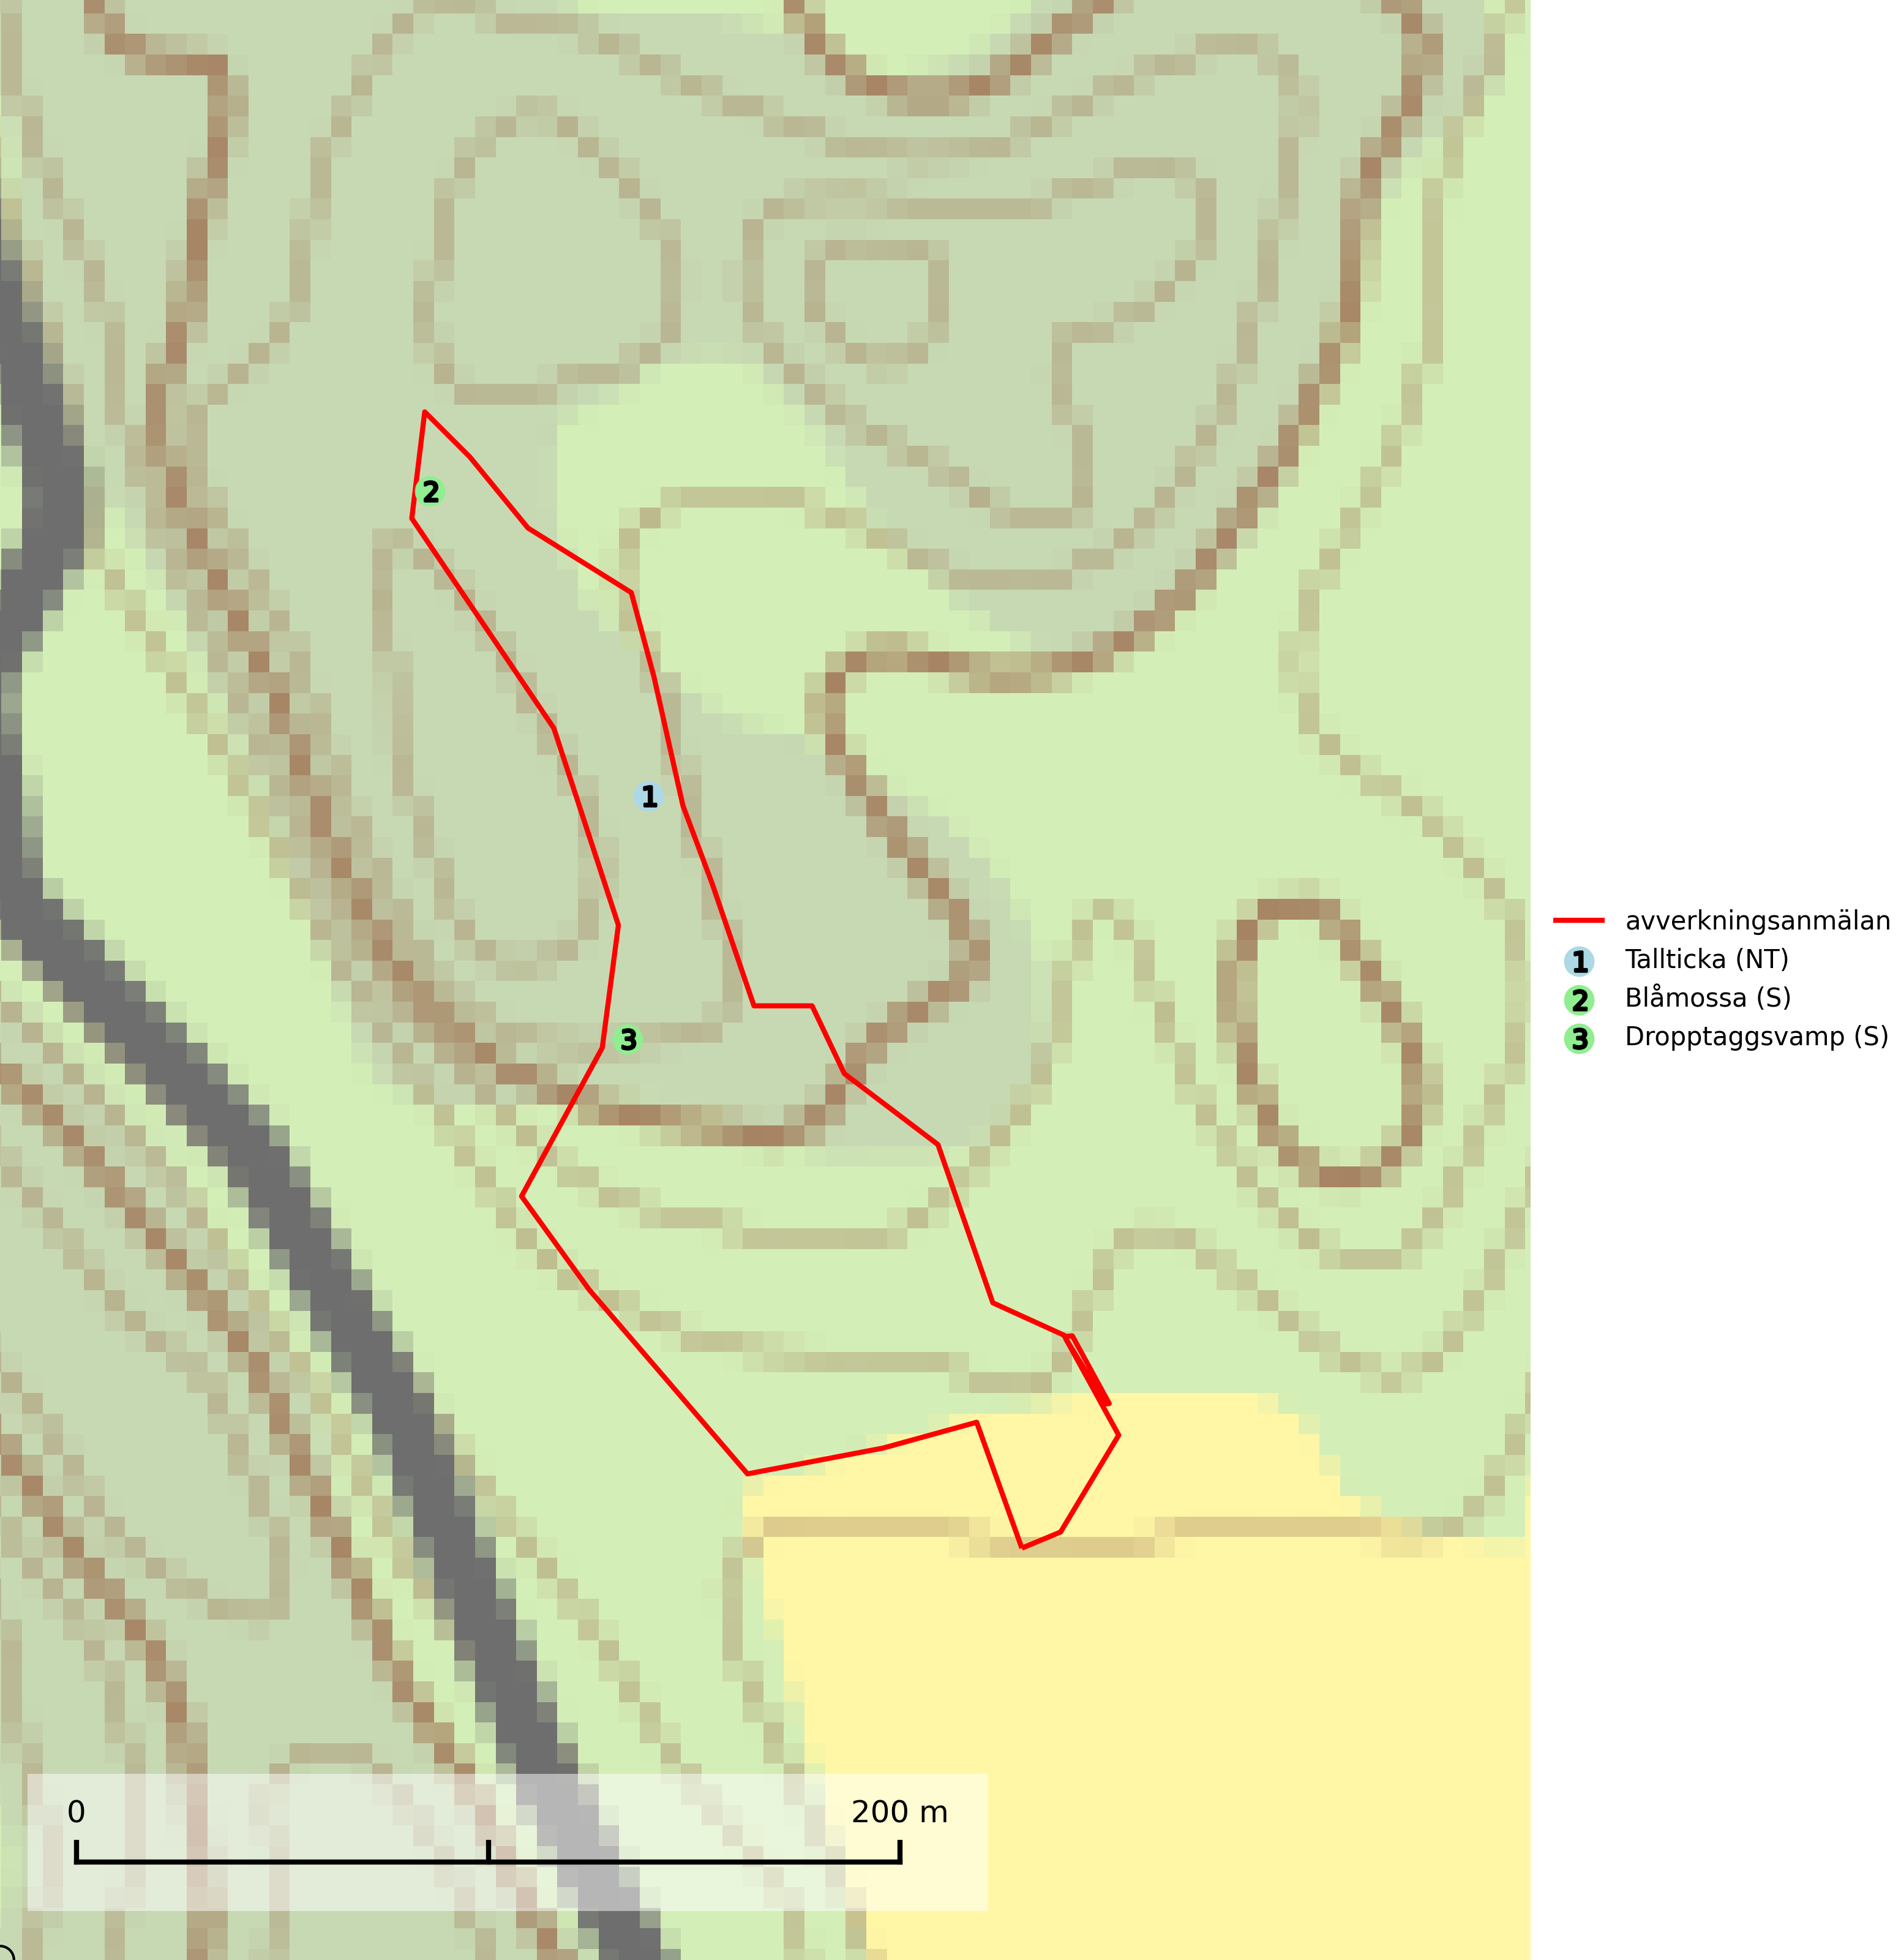 2
1
3
avverkningsanmälan
1 Tallticka (NT)
2 Blåmossa (S)
3 Dropptaggsvamp (S)
0 200 m